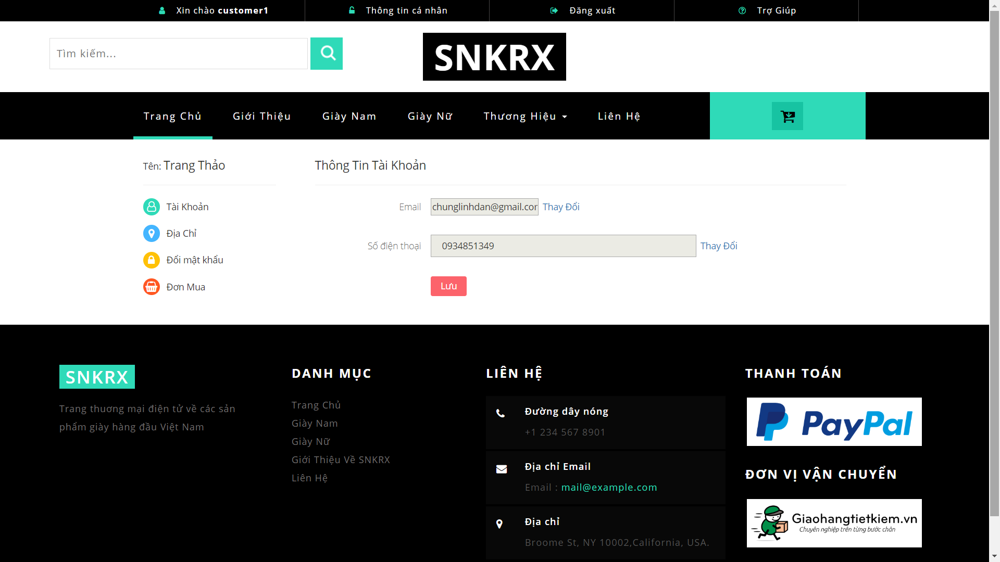 Xin chào customer1
Thông tin cá nhân
Đăng xuất
Trợ Giúp
Tìm kiếm...
SNKRX
Trang Chủ
Giới Thiệu
Giày Nam
Giày Nữ
Thương Hiệu
Liên Hệ
Tên: Trang Thảo
Tài Khoản
Địa Chỉ
Đổi mật khẩu
Đơn Mua
Thông Tin Tài Khoản
Email chunglinhdan@gmail.cor Thay Đổi
Số điện thoại 0934851349 Thay Đổi
Lưu
SNKRX
Trang thuơng mại điện tử về các sản
phẩm giày hàng đầu Việt Nam
DANH MỤC
Trang Chủ
Giày Nam
Giày Nữ
Giới Thiệu Về SNKRX
Liên Hệ
LIÊN HỆ
Đường dây nóng
+1 234 567 8901
Địa chỉ Email
Email : mail@example.com
Địa chỉ
Broome St, NY 10002,California, USA.
THANH TOÁN
PayPal
ĐƠN VỊ VẬN CHUYỂN
Giaohangtietkiem.vn
Chuyên nghiệp trên từng bước chân